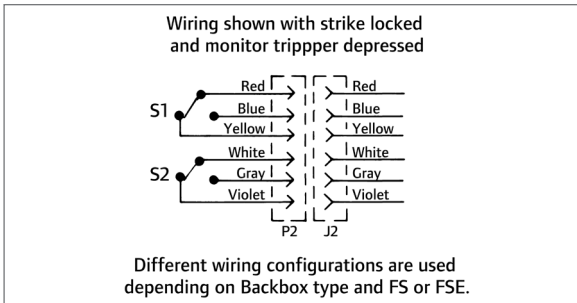 Wiring shown with strike locked
and monitor trippper depressed
Red Red
S1 Blue Blue
Yellow Yellow
White White
S2 Gray Gray
Violet Violet
P2 J2
Different wiring configurations are used
depending on Backbox type and FS or FSE.